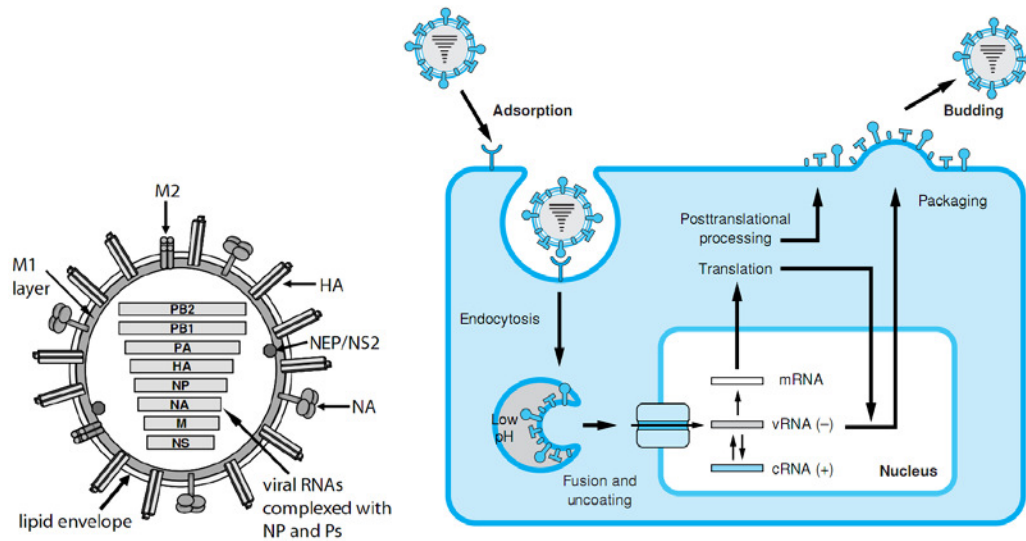 M2
M1
layer
HA
PB2
PB1
PA
HA
NP
NA
M
NS
NEP/NS2
NA
lipid envelope
viral RNAs
complexed with
NP and Ps
Adsorption
Budding
Packaging
Posttranslational
processing
Translation
Endocytosis
Low
pH
Fusion and
uncoating
mRNA
vRNA (–)
cRNA (+)
Nucleus